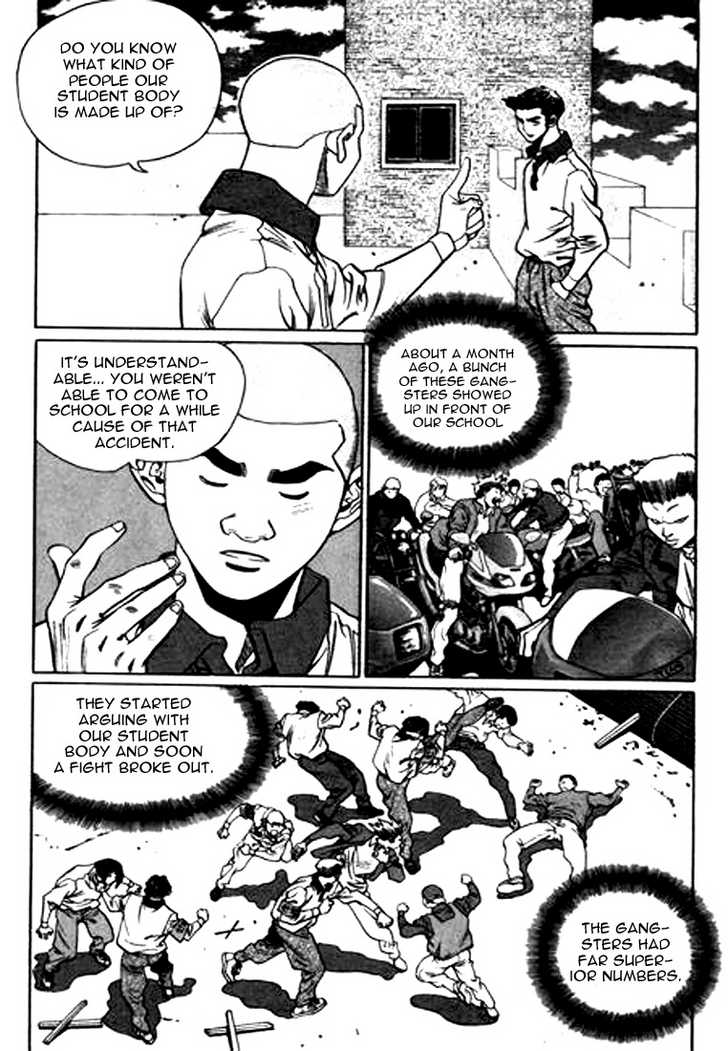 DO YOU KNOW
WHAT KIND OF
PEOPLE OUR
STUDENT BODY
IS MADE UP OF?
IT'S UNDERSTAND-
ABLE... YOU WEREN'T
ABLE TO COME TO
SCHOOL FOR A WHILE
CAUSE OF THAT
ACCIDENT.
ABOUT A MONTH
AGO, A BUNCH
OF THESE GANG-
STERS SHOWED
UP IN FRONT OF
OUR SCHOOL
THEY STARTED
ARGUING WITH
OUR STUDENT
BODY AND SOON
A FIGHT BROKE OUT.
THE GANG-
STERS HAD
FAR SUPER-
IOR NUMBERS.